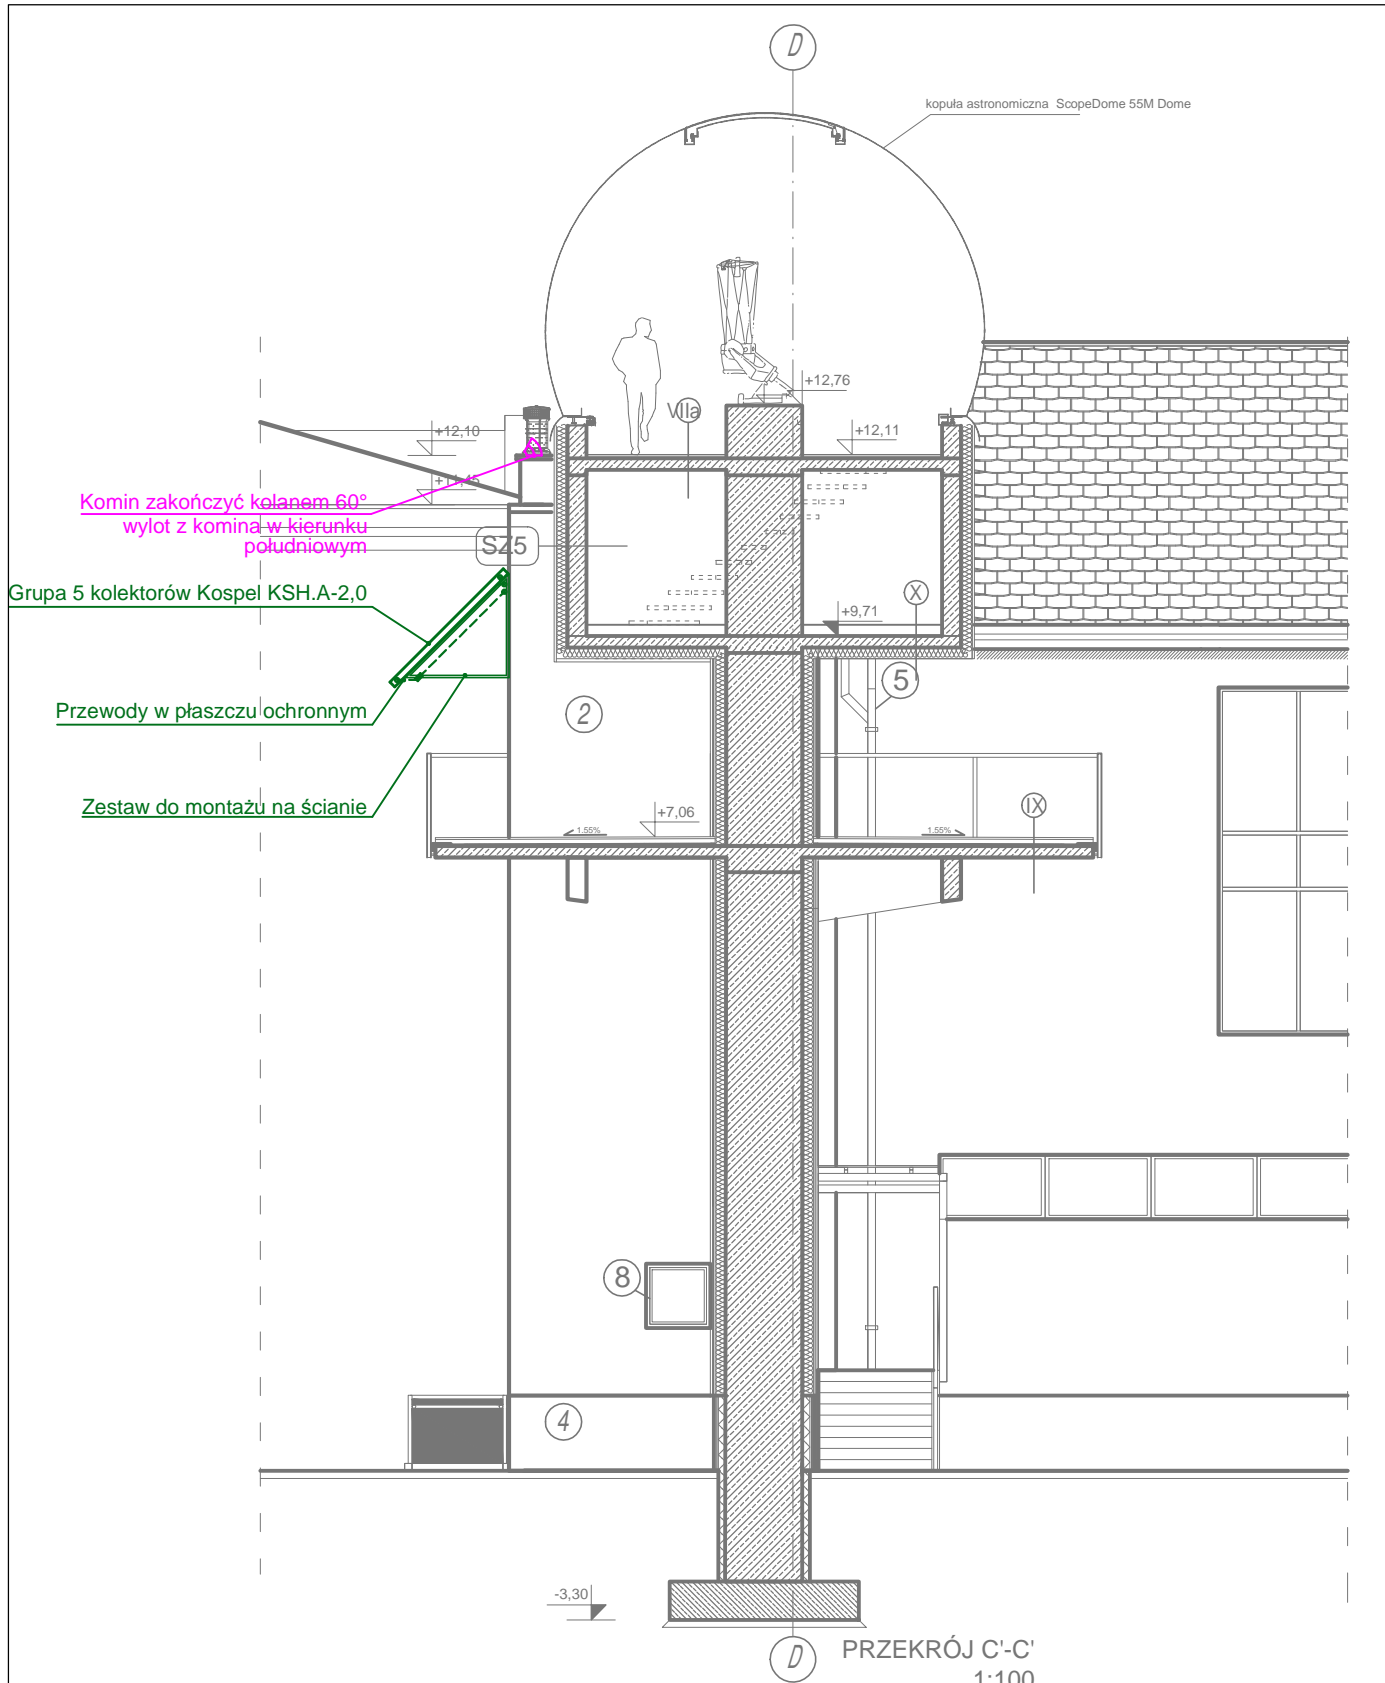 D
kopuła astronomiczna ScopeDome 55M Dome
+12,76
VIIa
+12,10
+12,11
Komin zakończyć kolanem 60°
wylot z komina w kierunku
południowym
SZ5
Grupa 5 kolektorów Kospel KSH.A-2,0
X
+9,71
5
Przewody w płaszczu ochronnym
2
Zestaw do montażu na ścianie
+7,06
IX
1.55%
1.55%
8
4
-3,30
D
PRZEKRÓJ C'-C'
1:100